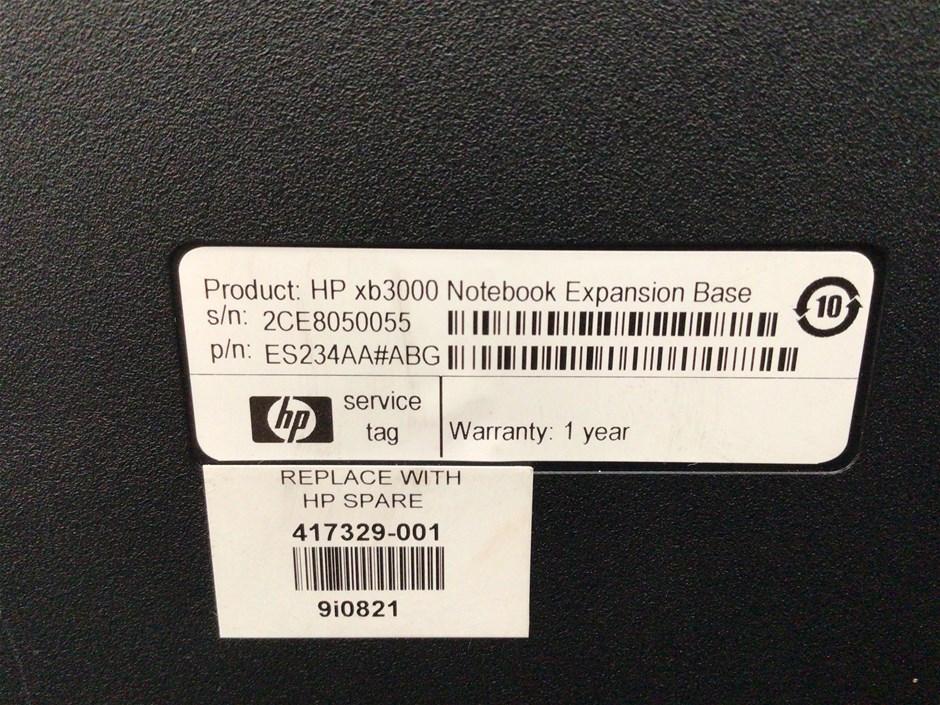 Product: HP xb3000 Notebook Expansion Base
s/n: 2CE8050055
p/n: ES234AA#ABG
10
hp
service
tag
Warranty: 1 year
REPLACE WITH
HP SPARE
417329-001
9i0821